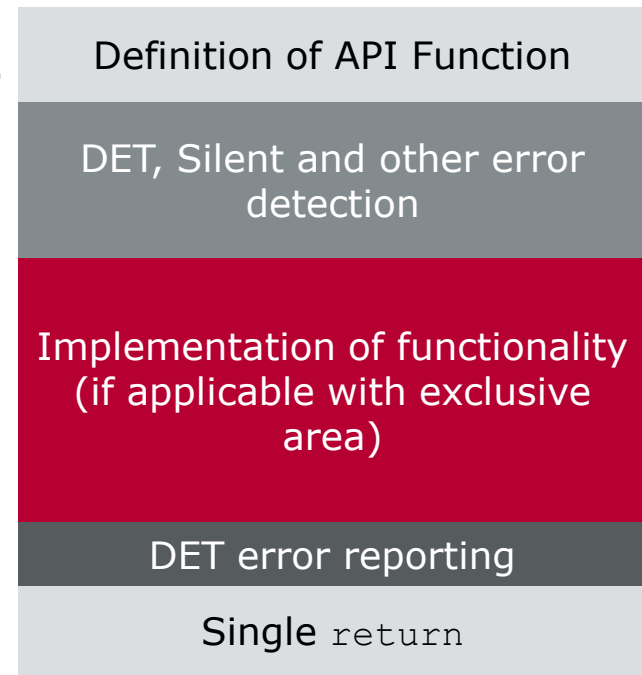 Definition of API Function
DET, Silent and other error
detection
Implementation of functionality
(if applicable with exclusive
area)
DET error reporting
Single return